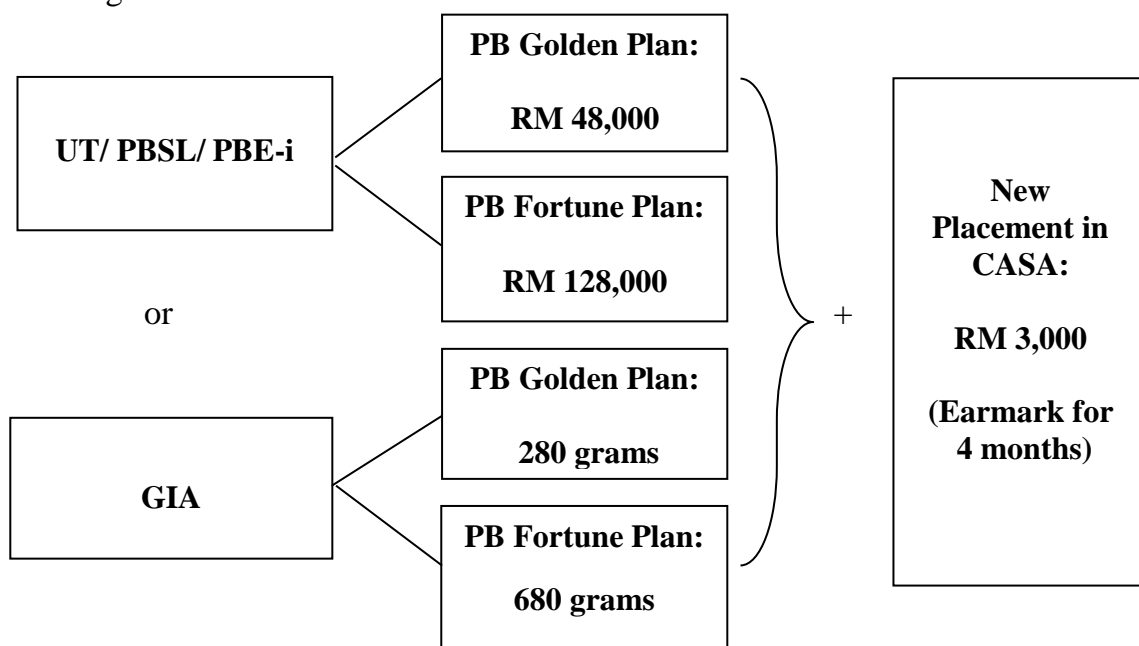 PB Golden Plan:
RM 48,000
UT/ PBSL/ PBE-i
PB Fortune Plan:
RM 128,000
or
PB Golden Plan:
280 grams
GIA
PB Fortune Plan:
680 grams
+
New
Placement in
CASA:
RM 3,000
(Earmark for
4 months)